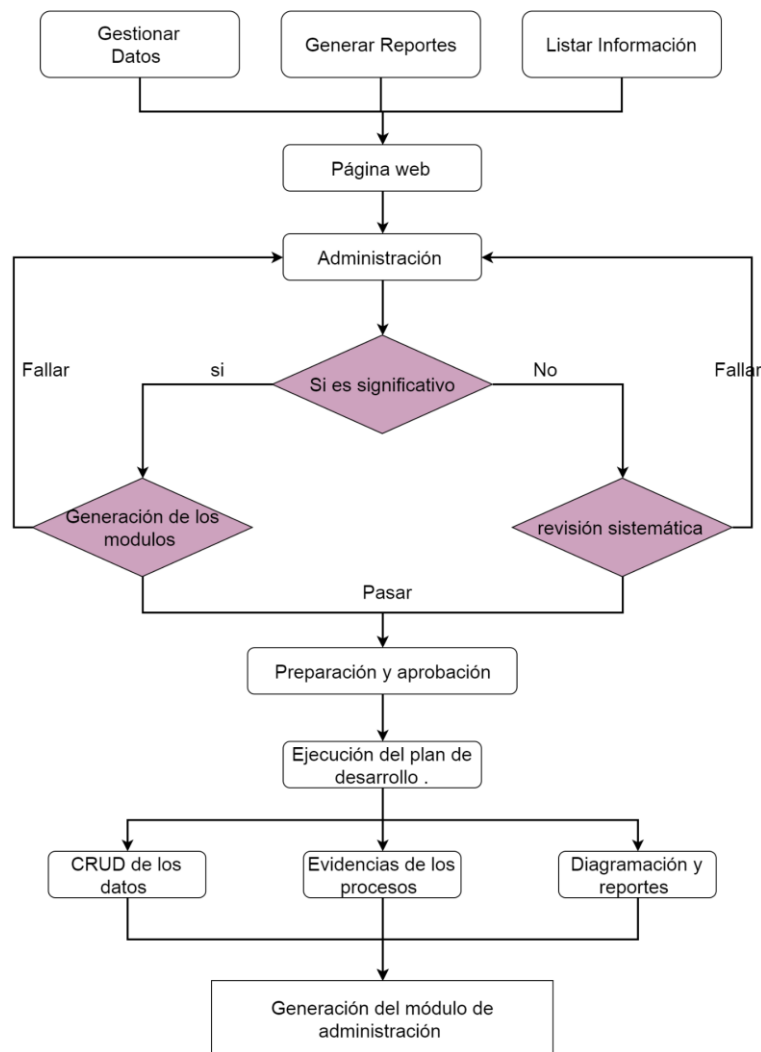 Gestionar
Datos
Generar Reportes
Listar Información
Página web
Administración
Fallar
si
Si es significativo
No
Fallar
Generación de los
modulos
revisión sistemática
Pasar
Preparación y aprobación
Ejecución del plan de
desarrollo .
CRUD de los
datos
Evidencias de los
procesos
Diagramación y
reportes
Generación del módulo de
administración